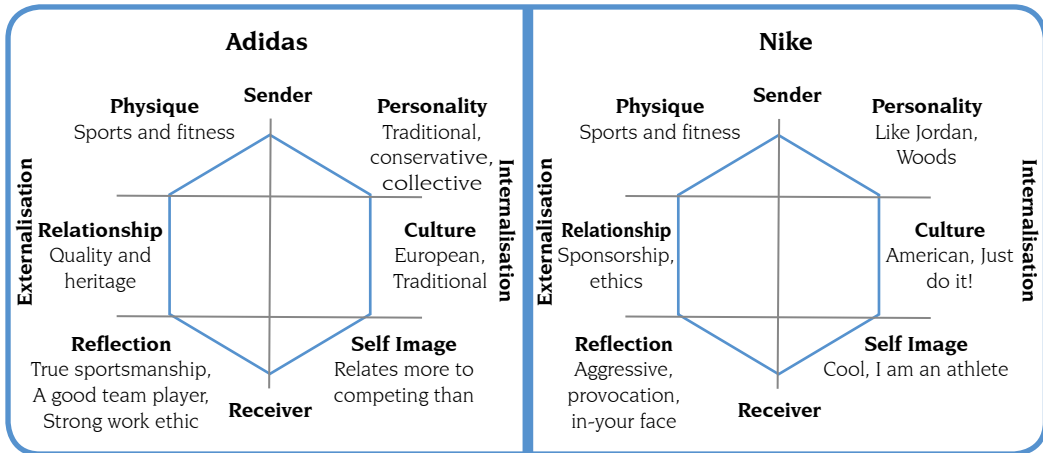 Adidas
Sender
Physique
Sports and fitness
Personality
Traditional,
conservative,
collective
Externalisation
Internalisation
Relationship
Quality and
heritage
Culture
European,
Traditional
Reflection
True sportsmanship,
A good team player,
Strong work ethic
Self Image
Relates more to
competing than
Receiver
Nike
Sender
Physique
Sports and fitness
Personality
Like Jordan,
Woods
Externalisation
Internalisation
Relationship
Sponsorship,
ethics
Culture
American, Just
do it!
Reflection
Aggressive,
provocation,
in-your face
Self Image
Cool, I am an athlete
Receiver